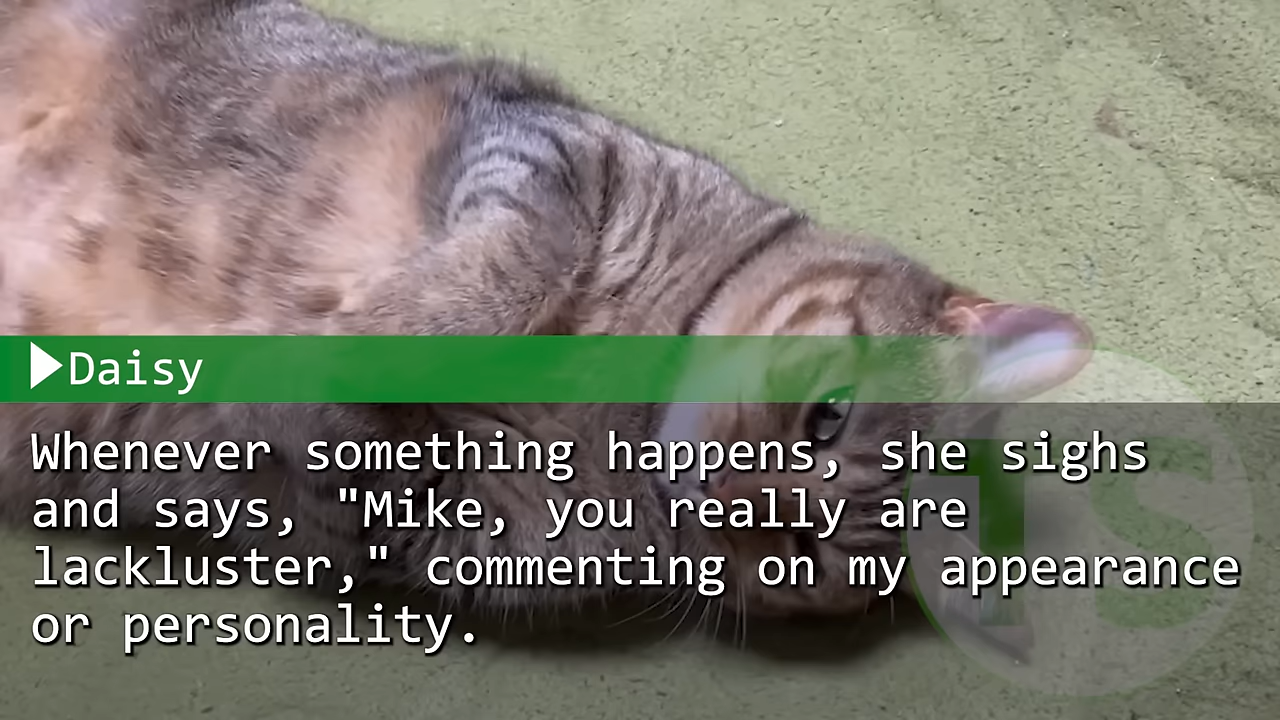 ▶Daisy
Whenever something happens, she sighs
and says, "Mike, you really are
lackluster," commenting on my appearance
or personality.
TS